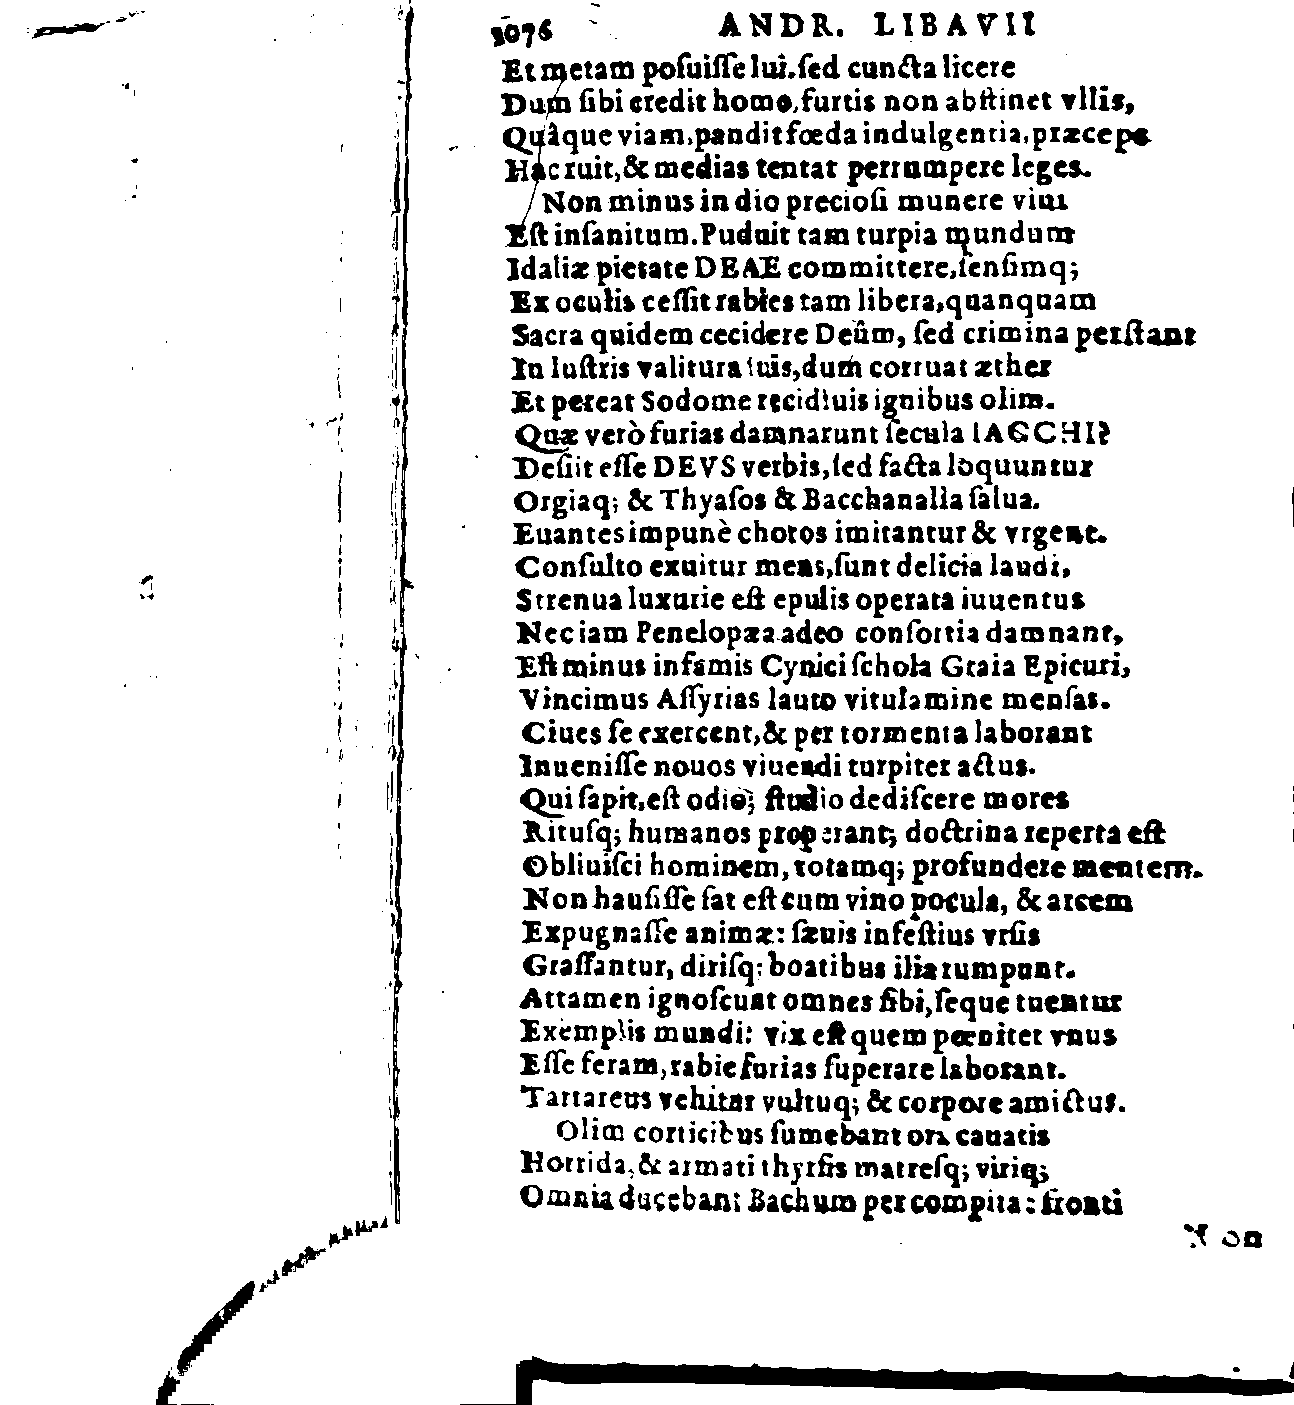 1076 ANDR. LIBAVII
Et metam posuisse lui. sed cuncta licere
Dum sibi credit homo, furtis non abstinet vllis,
Quâque viam, pandit fœda indulgentia, præceps
Hac ruit, & medias tentat perrumpere leges.
Non minus in dio preciosi munere vini
Est insanitum. Puduit tam turpia mundum
Idaliæ pietate DEAE committere, sensimq;
Ex oculis cessit rabies tam libera, quanquam
Sacra quidem cecidere Deûm, sed crimina perstant
In lustris valitura suis, dum corruat æther
Et pereat Sodome recidiuis ignibus olim.
Quæ verò furias damnarunt secula IACCHI?
Desiit esse DEVS verbis, sed facta loquuntur
Orgiaq; & Thyasos & Bacchanalia salua.
Euantes impunè choros imitantur & vrgent.
Consulto exuitur mens, sunt delicia laudi,
Strenua luxurie est epulis operata iuuentus
Nec iam Penelopæa adeo consortia damnant,
Est minus infamis Cynici schola Graia Epicuri,
Vincimus Assyrias lauto vitulamine mensas.
Ciues se exercent, & per tormenta laborant
Inuenisse nouos viuendi turpiter actus.
Qui sapit, est odio; studio dediscere mores
Ritusq; humanos properant; doctrina reperta est
Obliuisci hominem, totamq; profundere mentem.
Non hausisse sat est cum vino pocula, & arcem
Expugnasse animæ: sæuis infestius vrsis
Grassantur, dirisq; boatibus ilia rumpunt.
Attamen ignoscunt omnes sibi, seque tuentur
Exemplis mundi: vix est quem pœnitet vnus
Esse feram, rabie furias superare laborant.
Tartareus vehitur vultuq; & corpore amictus.
Olim corticibus sumebant ora cauatis
Horrida, & armati thyrsis matresq; viriq;
Omnia ducebant Bachum per compita: fronti
Non